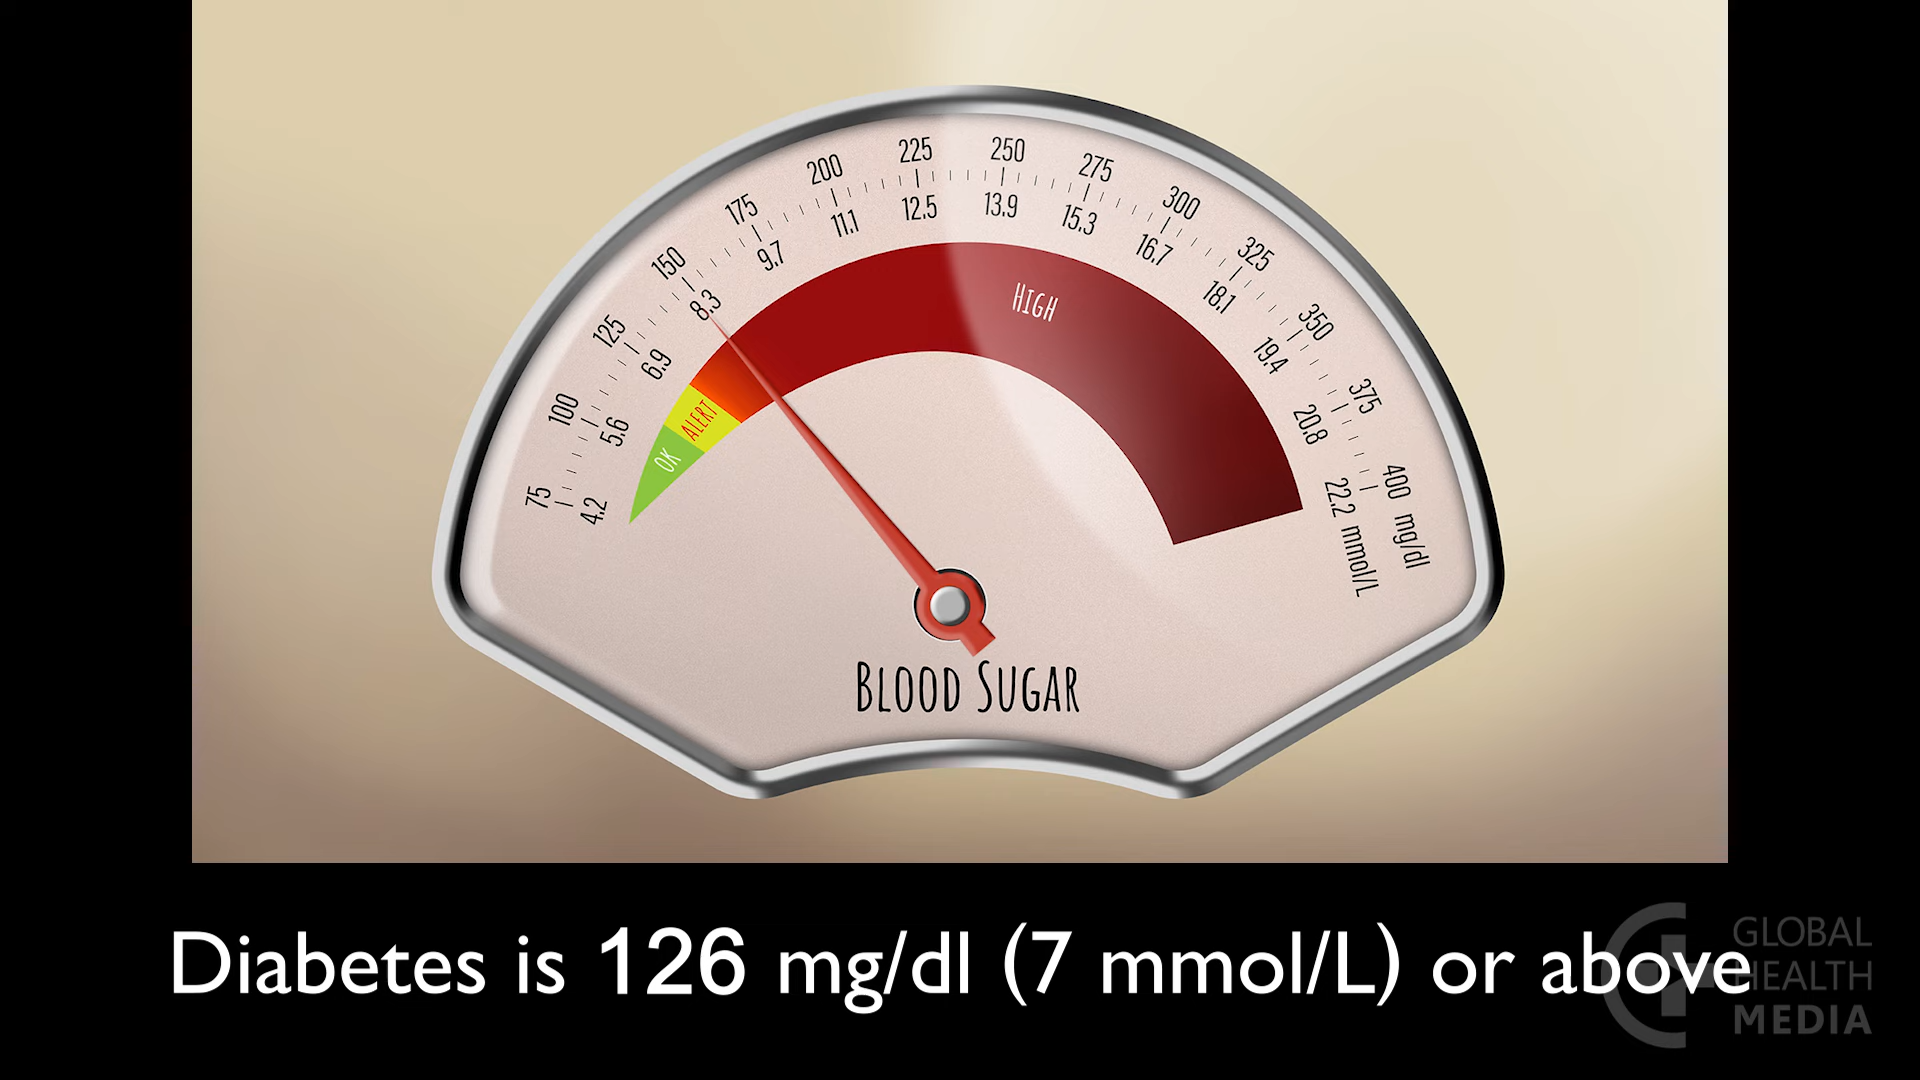 75 100 125 150 175 200 225 250 275 300 325 350 375 400 mg/dl
4.2 5.6 6.9 8.3 9.7 11.1 12.5 13.9 15.3 16.7 18.1 19.4 20.8 22.2 mmol/L
OK
ALERT
HIGH
BLOOD SUGAR
Diabetes is 126 mg/dl (7 mmol/L) or above
GLOBAL
HEALTH
MEDIA